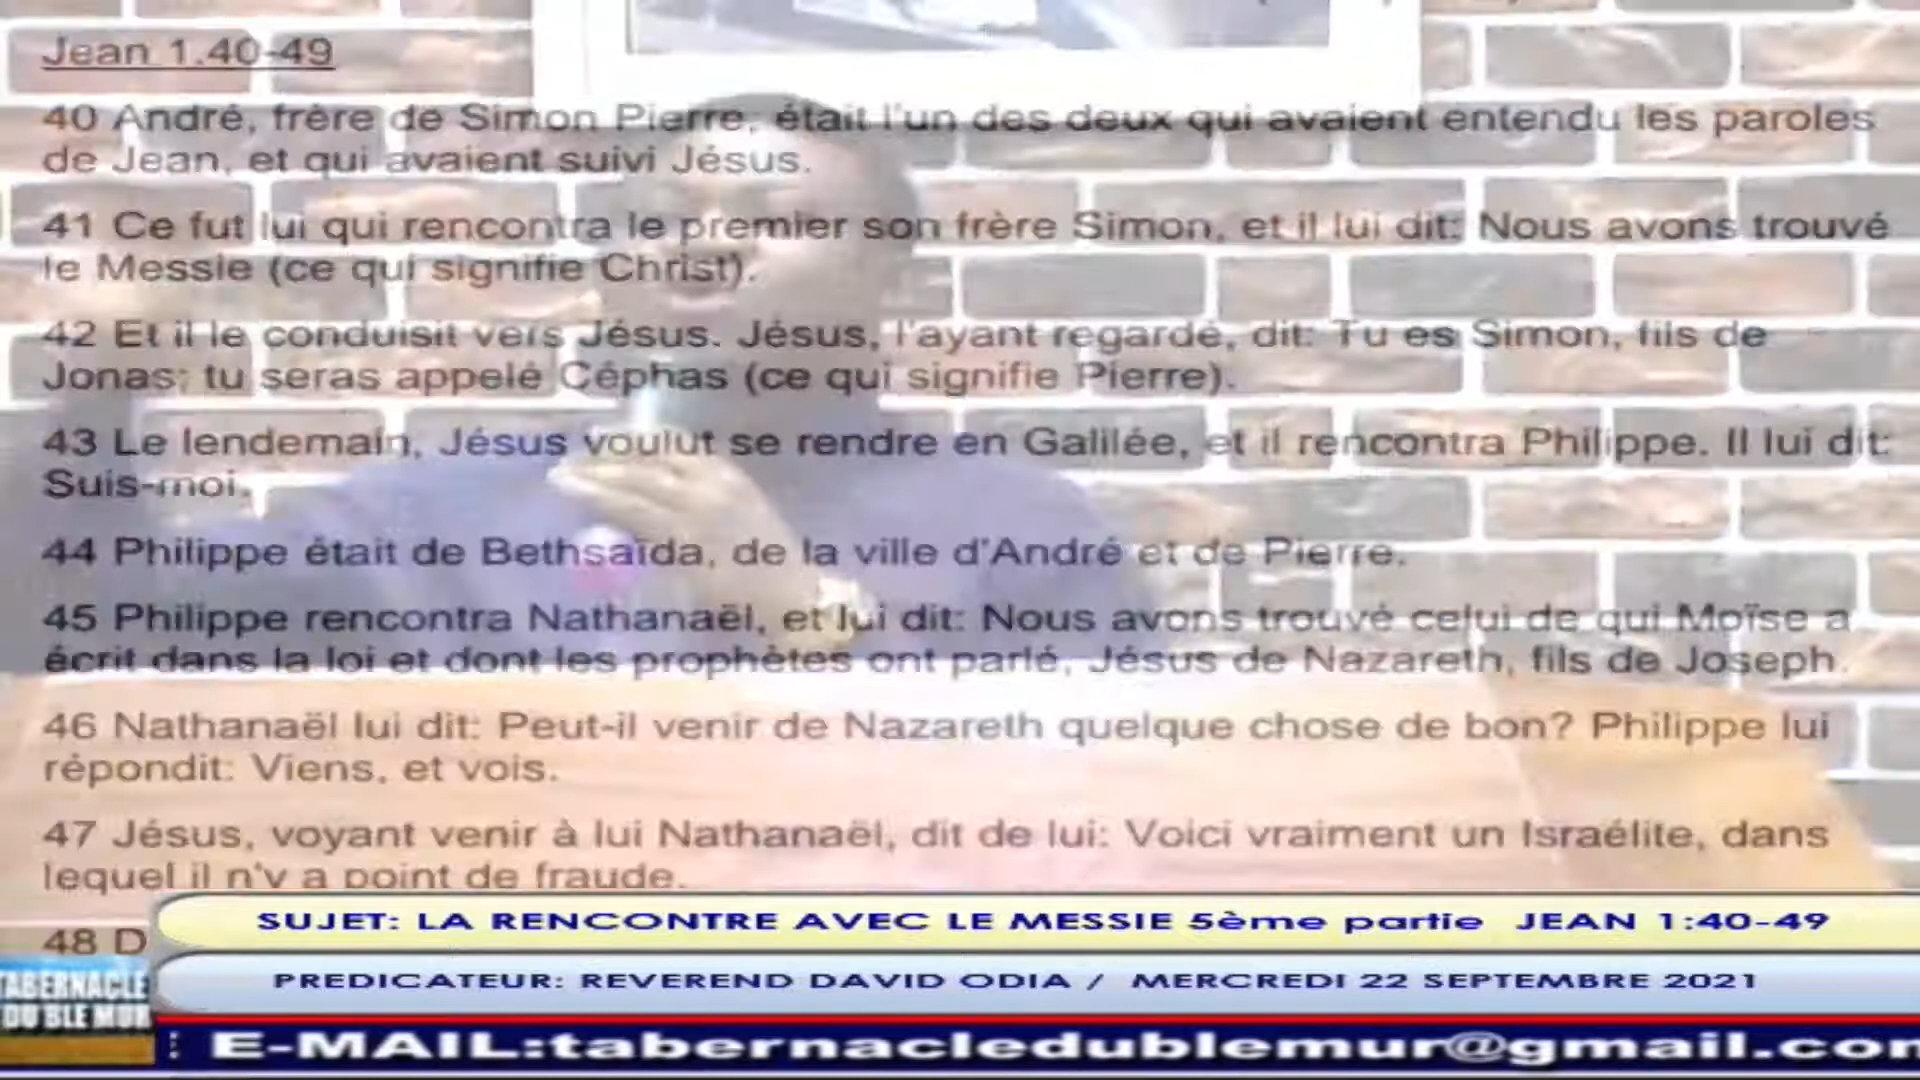 Jean 1.40-49
40 André, frère de Simon Pierre, était l'un des deux qui avaient entendu les paroles
de Jean, et qui avaient suivi Jésus.
41 Ce fut lui qui rencontra le premier son frère Simon, et il lui dit: Nous avons trouvé
le Messie (ce qui signifie Christ).
42 Et il le conduisit vers Jésus. Jésus, l'ayant regardé, dit: Tu es Simon, fils de
Jonas; tu seras appelé Céphas (ce qui signifie Pierre).
43 Le lendemain, Jésus voulut se rendre en Galilée, et il rencontra Philippe. Il lui dit:
Suis-moi.
44 Philippe était de Bethsaïda, de la ville d'André et de Pierre.
45 Philippe rencontra Nathanaël, et lui dit: Nous avons trouvé celui de qui Moïse a
écrit dans la loi et dont les prophètes ont parlé, Jésus de Nazareth, fils de Joseph.
46 Nathanaël lui dit: Peut-il venir de Nazareth quelque chose de bon? Philippe lui
répondit: Viens, et vois.
47 Jésus, voyant venir à lui Nathanaël, dit de lui: Voici vraiment un Israélite, dans
lequel il n'y a point de fraude.
48 D
SUJET: LA RENCONTRE AVEC LE MESSIE 5ème partie JEAN 1:40-49
PREDICATEUR: REVEREND DAVID ODIA / MERCREDI 22 SEPTEMBRE 2021
TABERNACLE
DU BLE MUR
E-MAIL:tabernacledublemur@gmail.com